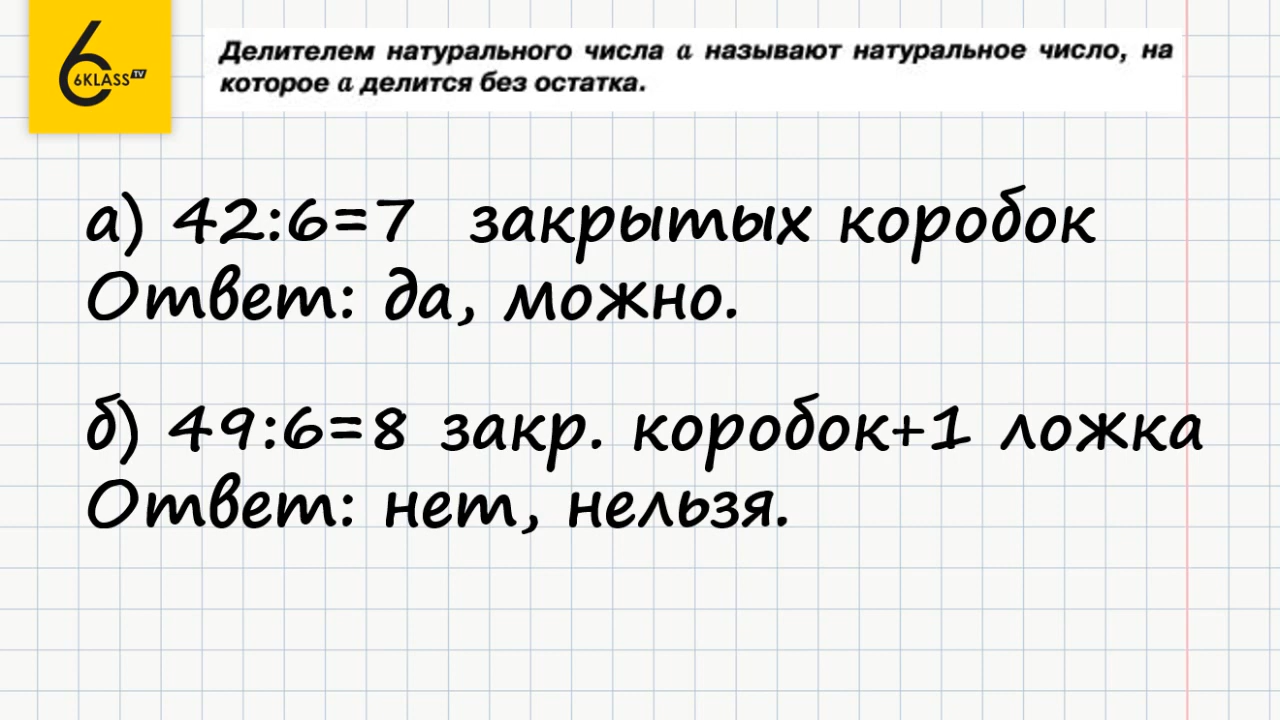 6
6KLASS TV
Делителем натурального числа a называют натуральное число, на
которое a делится без остатка.
а) 42:6=7 закрытых коробок
Ответ: да, можно.
б) 49:6=8 закр. коробок+1 ложка
Ответ: нет, нельзя.